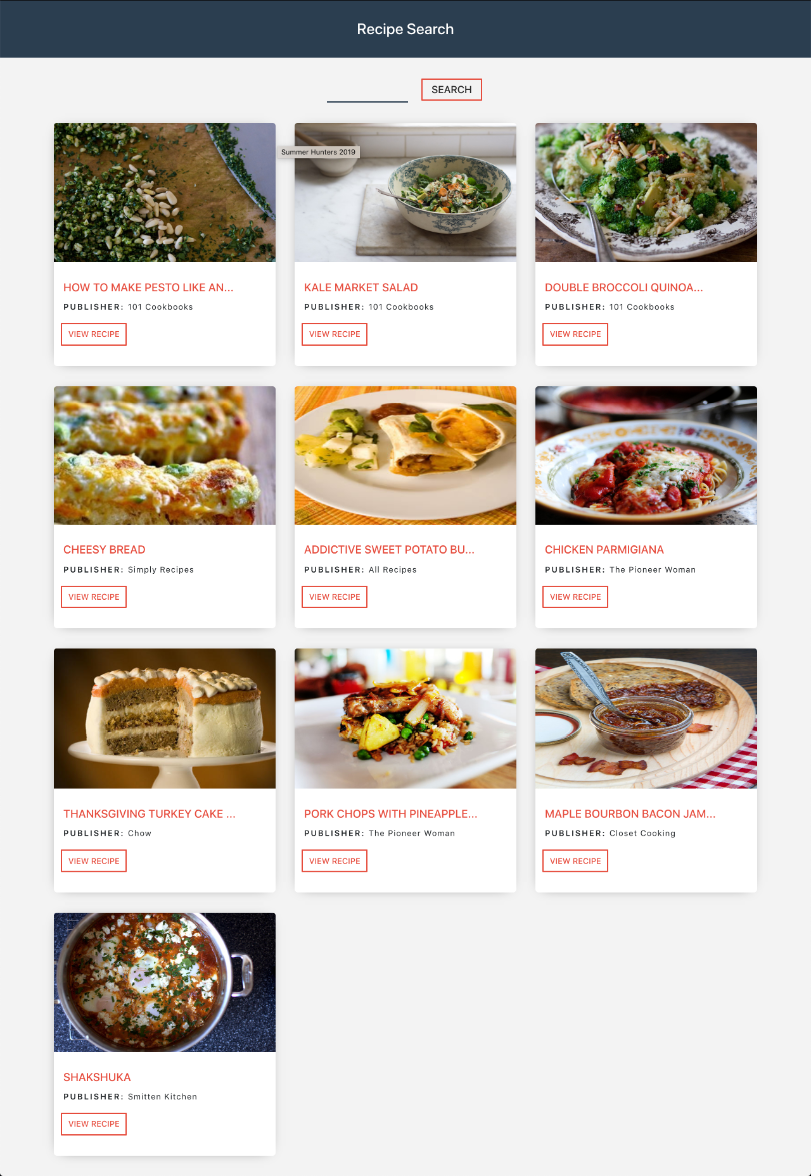 Recipe Search
SEARCH
Summer Hunters 2019
HOW TO MAKE PESTO LIKE AN...
PUBLISHER: 101 Cookbooks
VIEW RECIPE
KALE MARKET SALAD
PUBLISHER: 101 Cookbooks
VIEW RECIPE
DOUBLE BROCCOLI QUINOA...
PUBLISHER: 101 Cookbooks
VIEW RECIPE
CHEESY BREAD
PUBLISHER: Simply Recipes
VIEW RECIPE
ADDICTIVE SWEET POTATO BU...
PUBLISHER: All Recipes
VIEW RECIPE
CHICKEN PARMIGIANA
PUBLISHER: The Pioneer Woman
VIEW RECIPE
THANKSGIVING TURKEY CAKE ...
PUBLISHER: Chow
VIEW RECIPE
PORK CHOPS WITH PINEAPPLE...
PUBLISHER: The Pioneer Woman
VIEW RECIPE
MAPLE BOURBON BACON JAM...
PUBLISHER: Closet Cooking
VIEW RECIPE
SHAKSHUKA
PUBLISHER: Smitten Kitchen
VIEW RECIPE